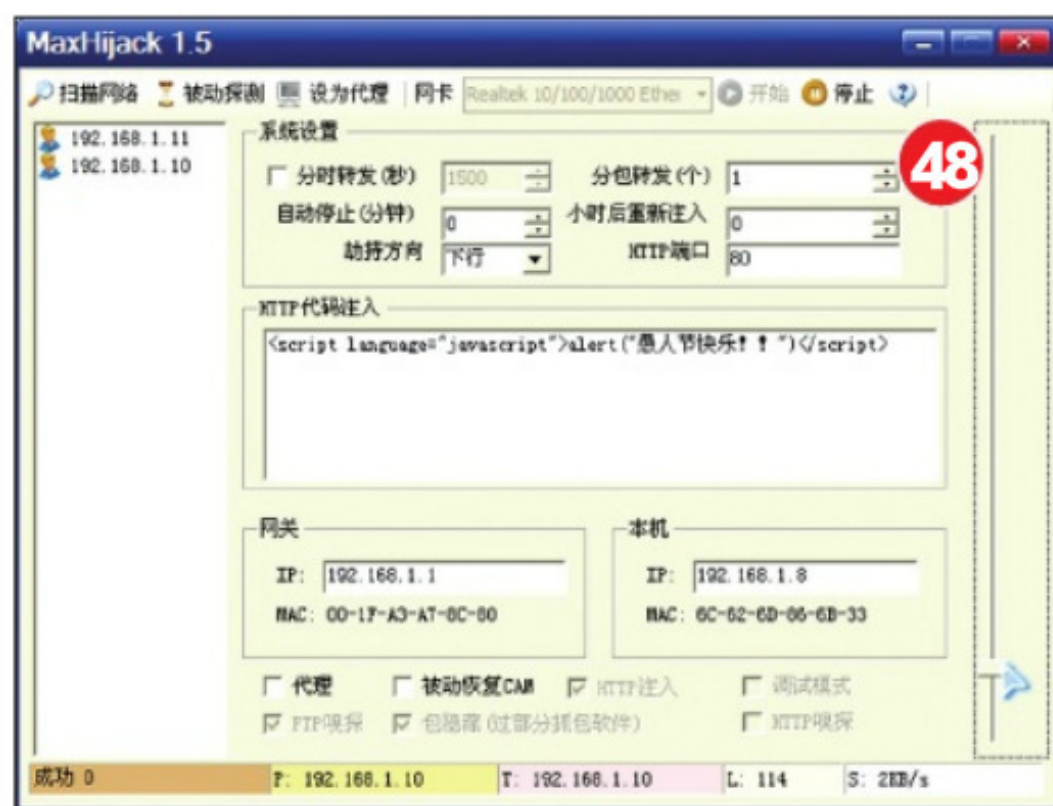 MaxHijack 1.5
扫描网络 被动探测 设为代理 网卡 Realtek 10/100/1000 Ether 开始 停止
192.168.1.11
192.168.1.10
系统设置
48
分时转发(秒) 1500 分包转发(个) 1
自动停止(分钟) 0 小时后重新注入 0
劫持方向 下行 HTTP端口 80
HTTP代码注入
<script language="javascript">alert("愚人节快乐!!")</script>
网关 本机
IP: 192.168.1.1 IP: 192.168.1.8
MAC: 00-1F-A3-A7-8C-80 MAC: 6C-62-6D-86-6B-33
代理 被动恢复CAM HTTP注入 调试模式
FTP嗅探 包隐藏(过部分抓包软件) HTTP嗅探
成功 0 F: 192.168.1.10 T: 192.168.1.10 L: 114 S: 2KB/s